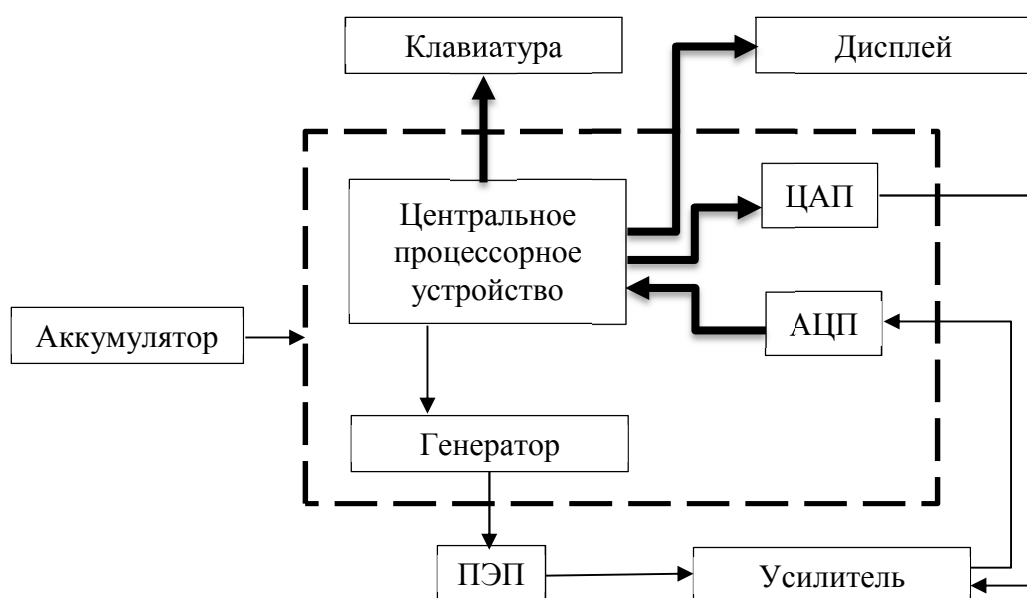 Клавиатура
Дисплей
Центральное
процессорное
устройство
ЦАП
АЦП
Аккумулятор
Генератор
ПЭП
Усилитель